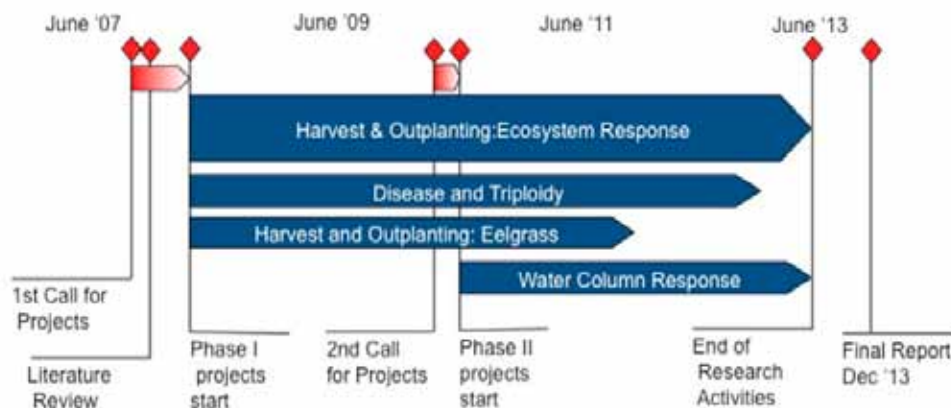 June '07
June '09
June '11
June '13
Harvest & Outplanting:Ecosystem Response
Disease and Triploidy
Harvest and Outplanting: Eelgrass
Water Column Response
1st Call for
Projects
Literature
Review
Phase I
projects
start
2nd Call
for Projects
Phase II
projects
start
End of
Research
Activities
Final Report
Dec '13